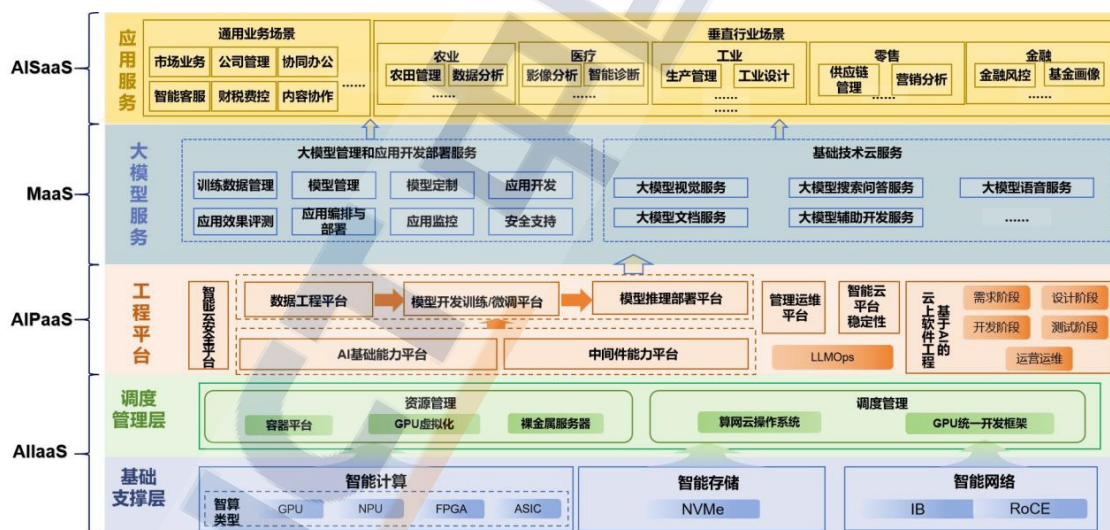 AISaaS
应用服务
通用业务场景
市场业务 公司管理 协同办公
智能客服 财税费控 内容协作 ……
垂直行业场景
农业
农田管理 数据分析
……
医疗
影像分析 智能诊断
……
工业
生产管理 工业设计
……
……
零售
供应链
管理
营销分析
……
金融
金融风控 基金画像
……
MaaS
大模型服务
大模型管理和应用开发部署服务
训练数据管理 模型管理 模型定制 应用开发
应用效果评测 应用编排与
部署
应用监控 安全支持
基础技术云服务
大模型视觉服务 大模型搜索问答服务 大模型语音服务
大模型文档服务 大模型辅助开发服务 ……
AIPaaS
工程平台
智能云安全平台
数据工程平台 模型开发训练/微调平台 模型推理部署平台
AI基础能力平台 中间件能力平台
管理运维
平台
智能云
平台
稳定性
LLMOps
基于AI的
云上软件工程
需求阶段 设计阶段
开发阶段 测试阶段
运营运维
AIIaaS
调度
管理层
资源管理
容器平台 GPU虚拟化 裸金属服务器
调度管理
算网云操作系统 GPU统一开发框架
基础
支撑层
智能计算
智算
类型
GPU NPU FPGA ASIC
智能存储
NVMe
智能网络
IB RoCE